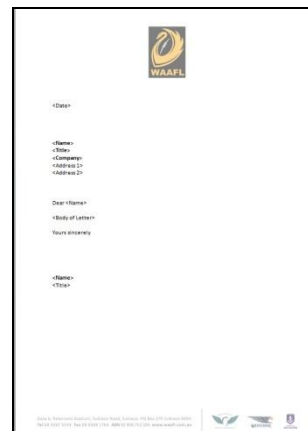 WAAFL
<Date>
<Name>
<Title>
<Company>
<Address 1>
<Address 2>
Dear <Name>
<Body of Letter>
Yours sincerely
<Name>
<Title>